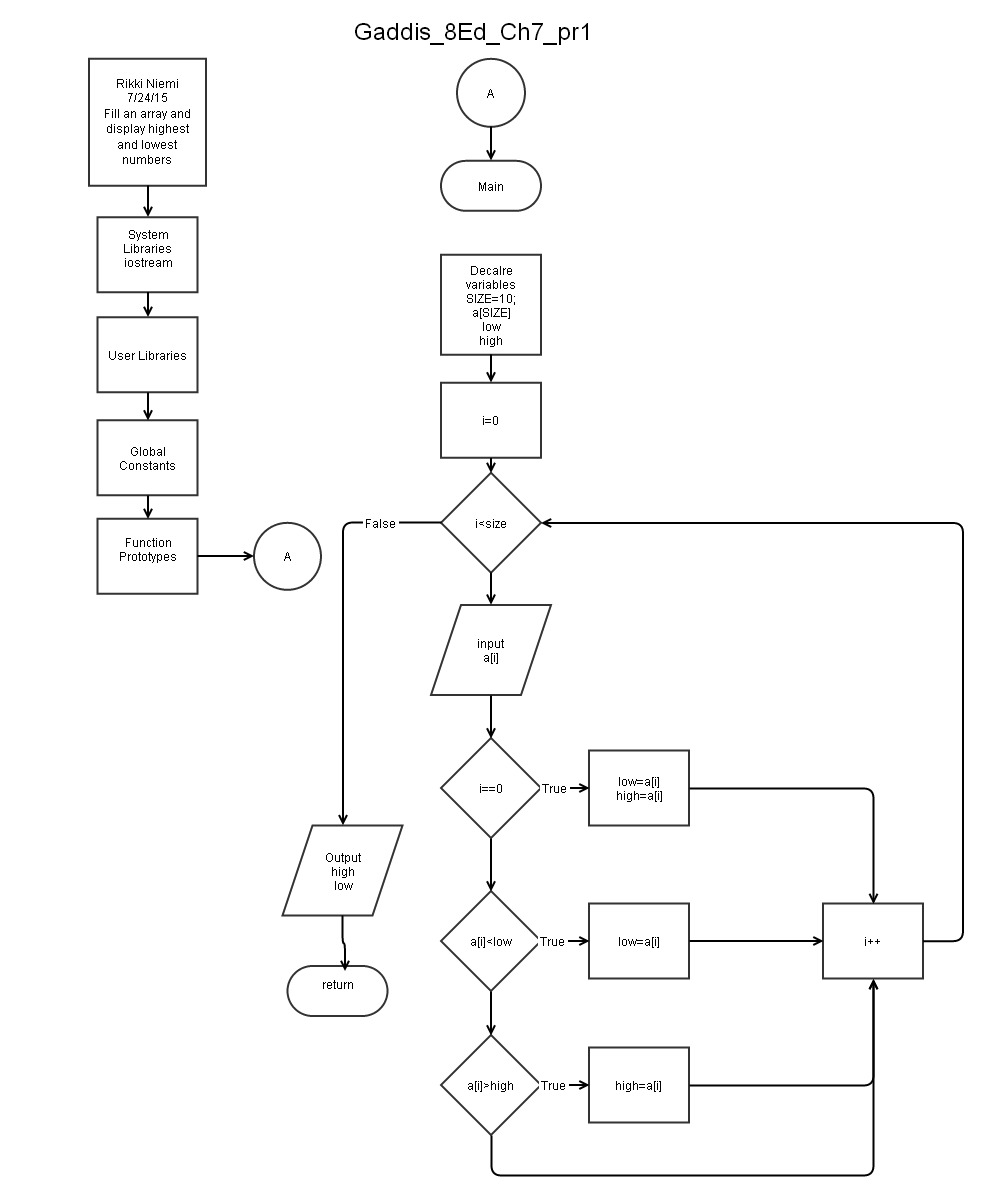 Gaddis_8Ed_Ch7_pr1
Rikki Niemi
7/24/15
Fill an array and
display highest
and lowest
numbers
System
Libraries
iostream
User Libraries
Global
Constants
Function
Prototypes
A
A
Main
Decalre
variables
SIZE=10;
a[SIZE]
low
high
i=0
i<size
False
input
a[i]
i==0
True
low=a[i]
high=a[i]
a[i]<low
True
low=a[i]
i++
a[i]>high
True
high=a[i]
Output
high
low
return